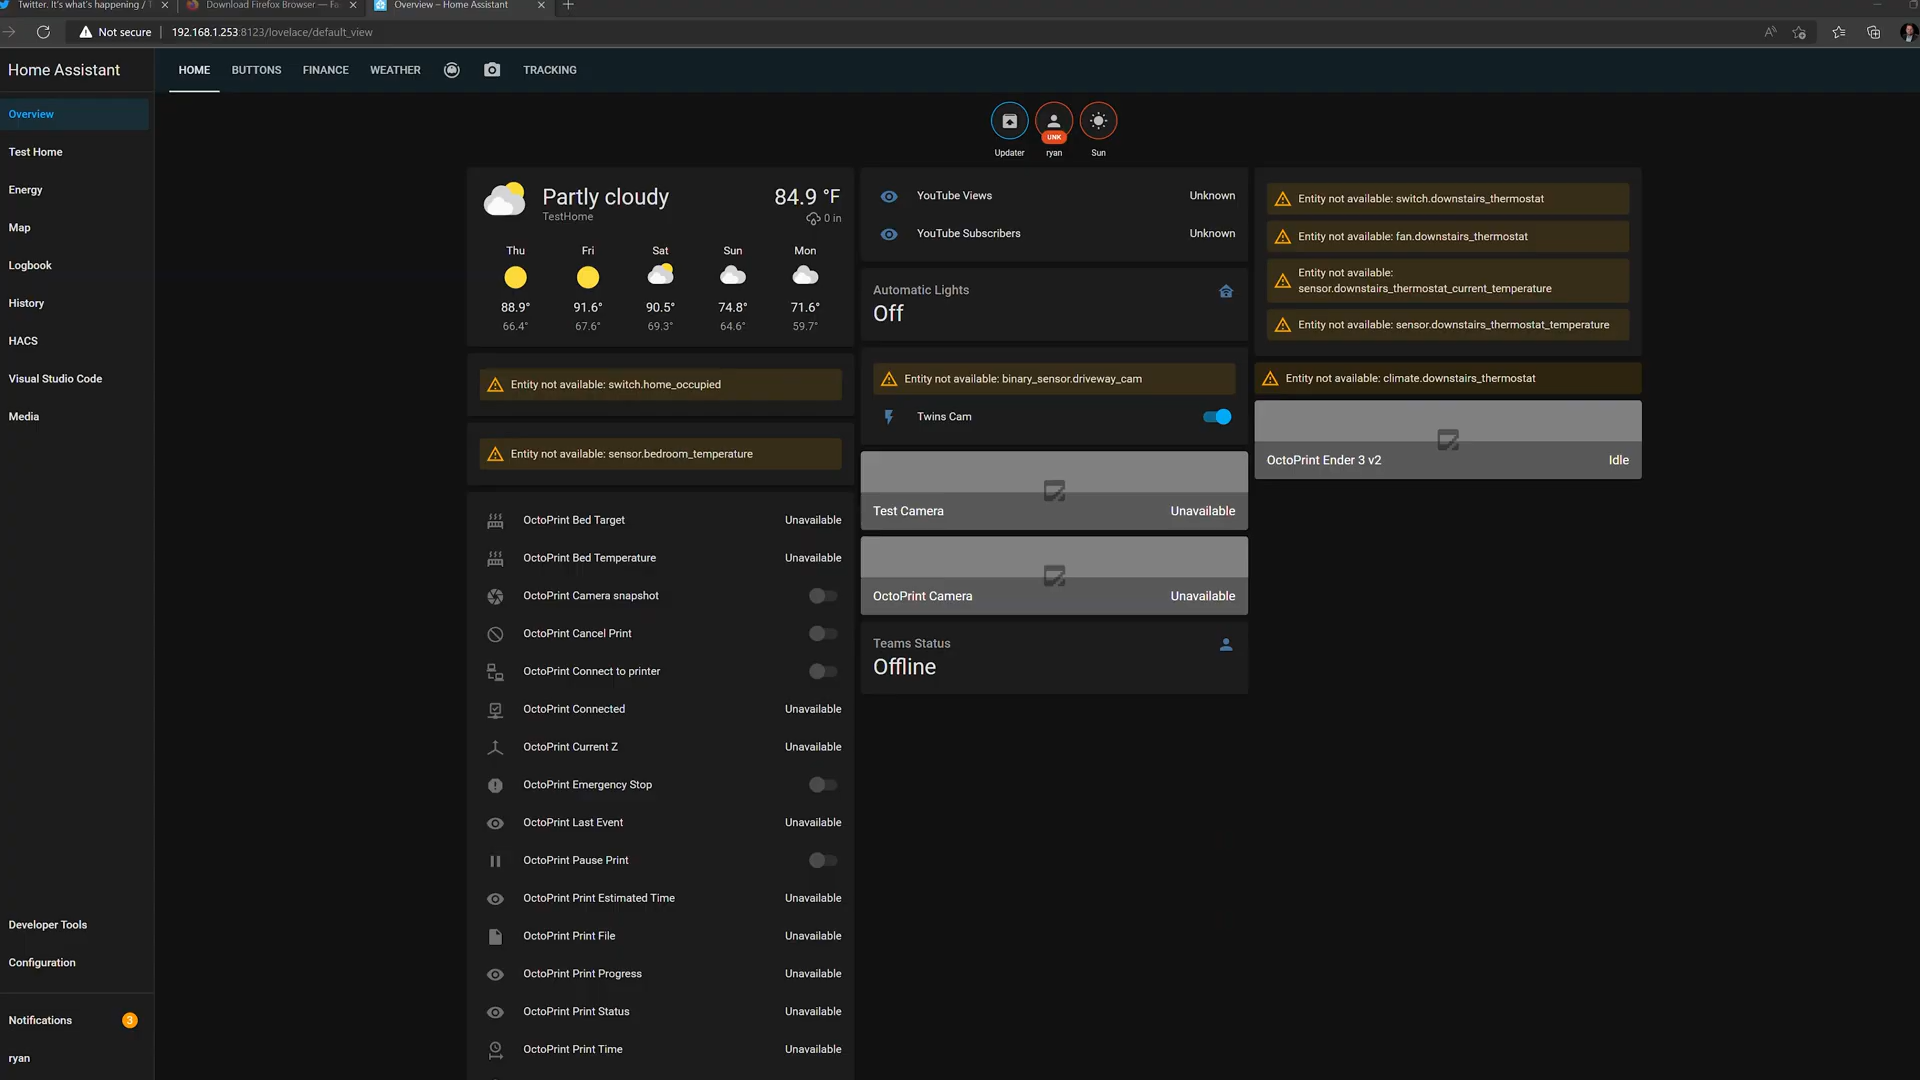 Twitter. It's what's happening /
Download Firefox Browser — Fa
Overview – Home Assistant
Not secure
192.168.1.253:8123/lovelace/default_view
Home Assistant
HOME
BUTTONS
FINANCE
WEATHER
TRACKING
Overview
Test Home
Energy
Map
Logbook
History
HACS
Visual Studio Code
Media
Developer Tools
Configuration
Notifications
3
ryan
UNK
Updater
ryan
Sun
Partly cloudy
TestHome
84.9 °F
0 in
Thu
Fri
Sat
Sun
Mon
88.9°
91.6°
90.5°
74.8°
71.6°
66.4°
67.6°
69.3°
64.6°
59.7°
Entity not available: switch.home_occupied
Entity not available: sensor.bedroom_temperature
OctoPrint Bed Target Unavailable
OctoPrint Bed Temperature Unavailable
OctoPrint Camera snapshot
OctoPrint Cancel Print
OctoPrint Connect to printer
OctoPrint Connected Unavailable
OctoPrint Current Z Unavailable
OctoPrint Emergency Stop
OctoPrint Last Event Unavailable
OctoPrint Pause Print
OctoPrint Print Estimated Time Unavailable
OctoPrint Print File Unavailable
OctoPrint Print Progress Unavailable
OctoPrint Print Status Unavailable
OctoPrint Print Time Unavailable
YouTube Views Unknown
YouTube Subscribers Unknown
Automatic Lights
Off
Entity not available: binary_sensor.driveway_cam
Twins Cam
Test Camera Unavailable
OctoPrint Camera Unavailable
Teams Status
Offline
Entity not available: switch.downstairs_thermostat
Entity not available: fan.downstairs_thermostat
Entity not available:
sensor.downstairs_thermostat_current_temperature
Entity not available: sensor.downstairs_thermostat_temperature
Entity not available: climate.downstairs_thermostat
OctoPrint Ender 3 v2 Idle